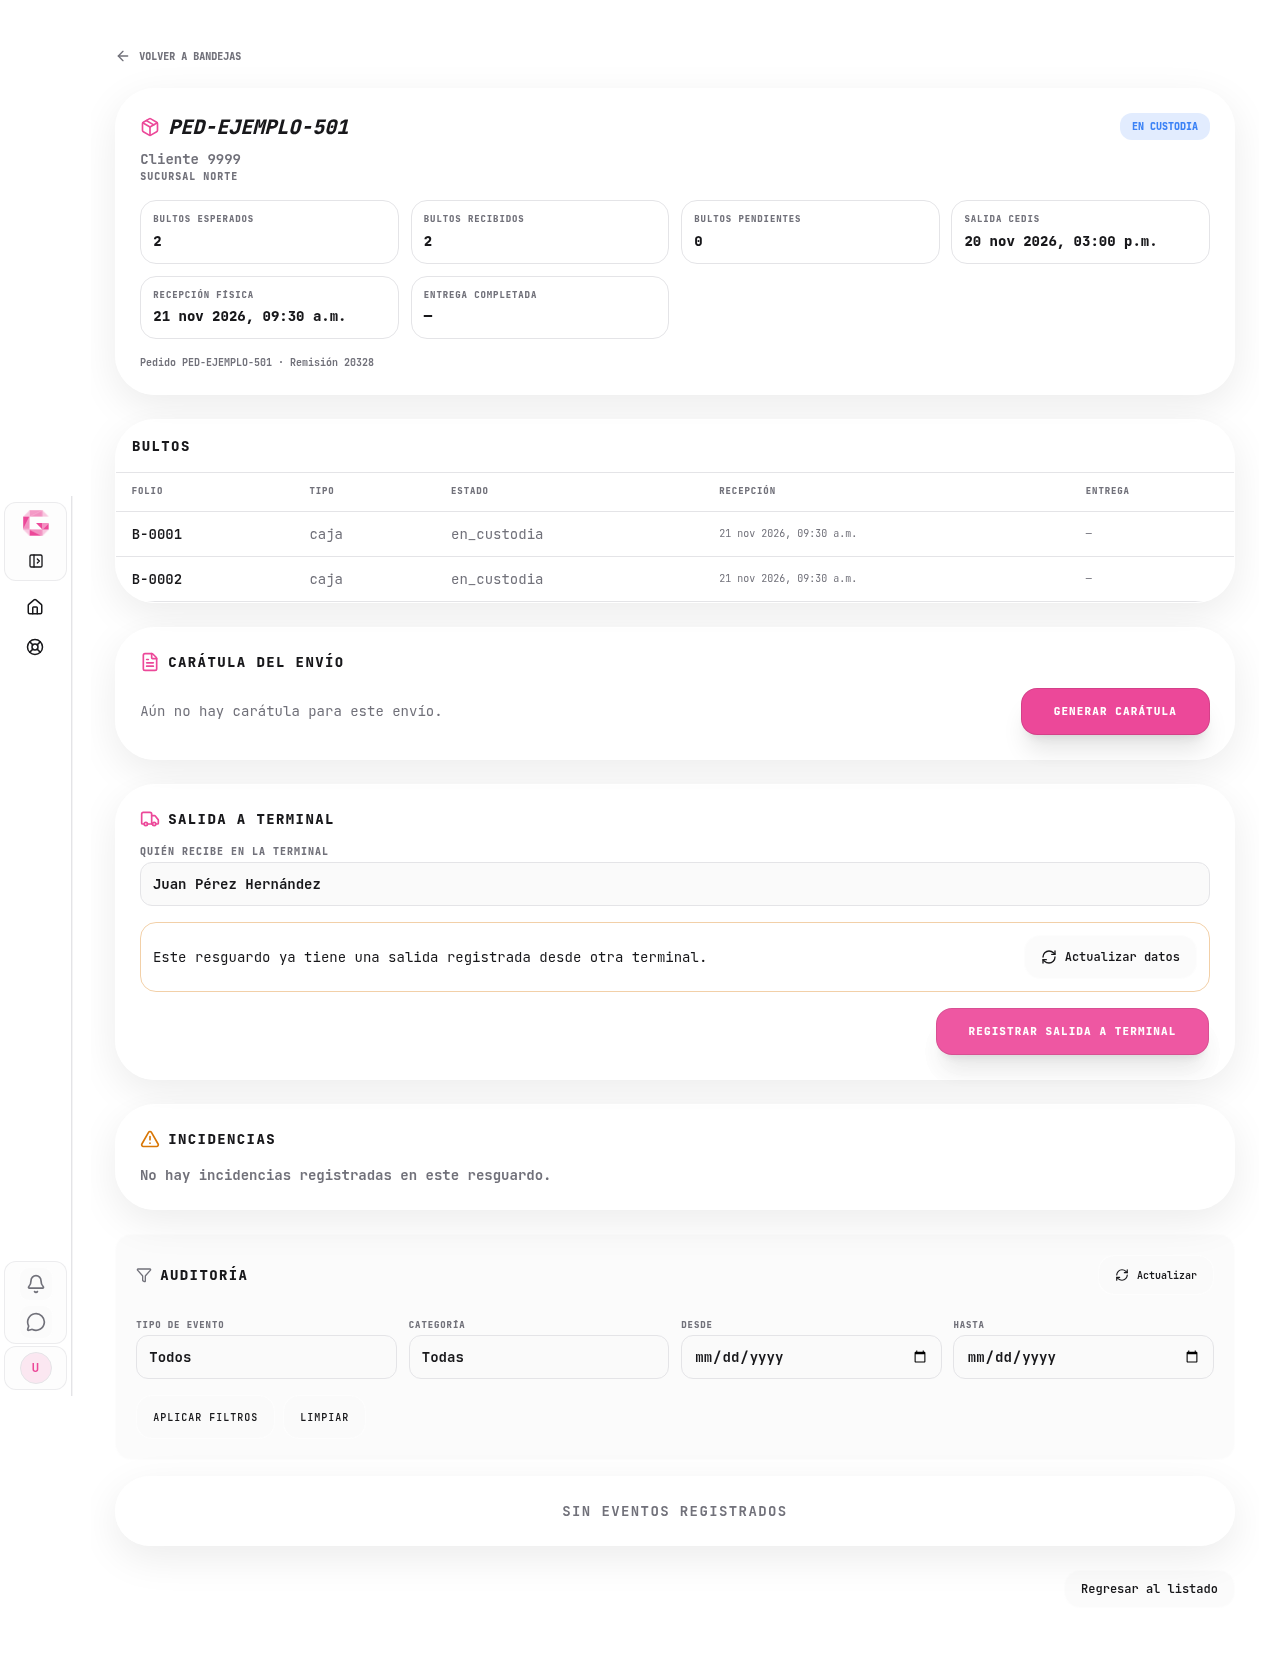 VOLVER A BANDEJAS
PED-EJEMPLO-501
EN CUSTODIA
Cliente 9999
SUCURSAL NORTE
BULTOS ESPERADOS
2
BULTOS RECIBIDOS
2
BULTOS PENDIENTES
0
SALIDA CEDIS
20 nov 2026, 03:00 p.m.
RECEPCIÓN FÍSICA
21 nov 2026, 09:30 a.m.
ENTREGA COMPLETADA
—
Pedido PED-EJEMPLO-501 · Remisión 20328
BULTOS
FOLIO TIPO ESTADO RECEPCIÓN ENTREGA
B-0001 caja en_custodia 21 nov 2026, 09:30 a.m. —
B-0002 caja en_custodia 21 nov 2026, 09:30 a.m. —
CARÁTULA DEL ENVÍO
Aún no hay carátula para este envío.
GENERAR CARÁTULA
SALIDA A TERMINAL
QUIÉN RECIBE EN LA TERMINAL
Juan Pérez Hernández
Este resguardo ya tiene una salida registrada desde otra terminal.
Actualizar datos
REGISTRAR SALIDA A TERMINAL
INCIDENCIAS
No hay incidencias registradas en este resguardo.
AUDITORÍA
Actualizar
TIPO DE EVENTO
Todos
CATEGORÍA
Todas
DESDE
mm/dd/yyyy
HASTA
mm/dd/yyyy
APLICAR FILTROS
LIMPIAR
SIN EVENTOS REGISTRADOS
Regresar al listado
U